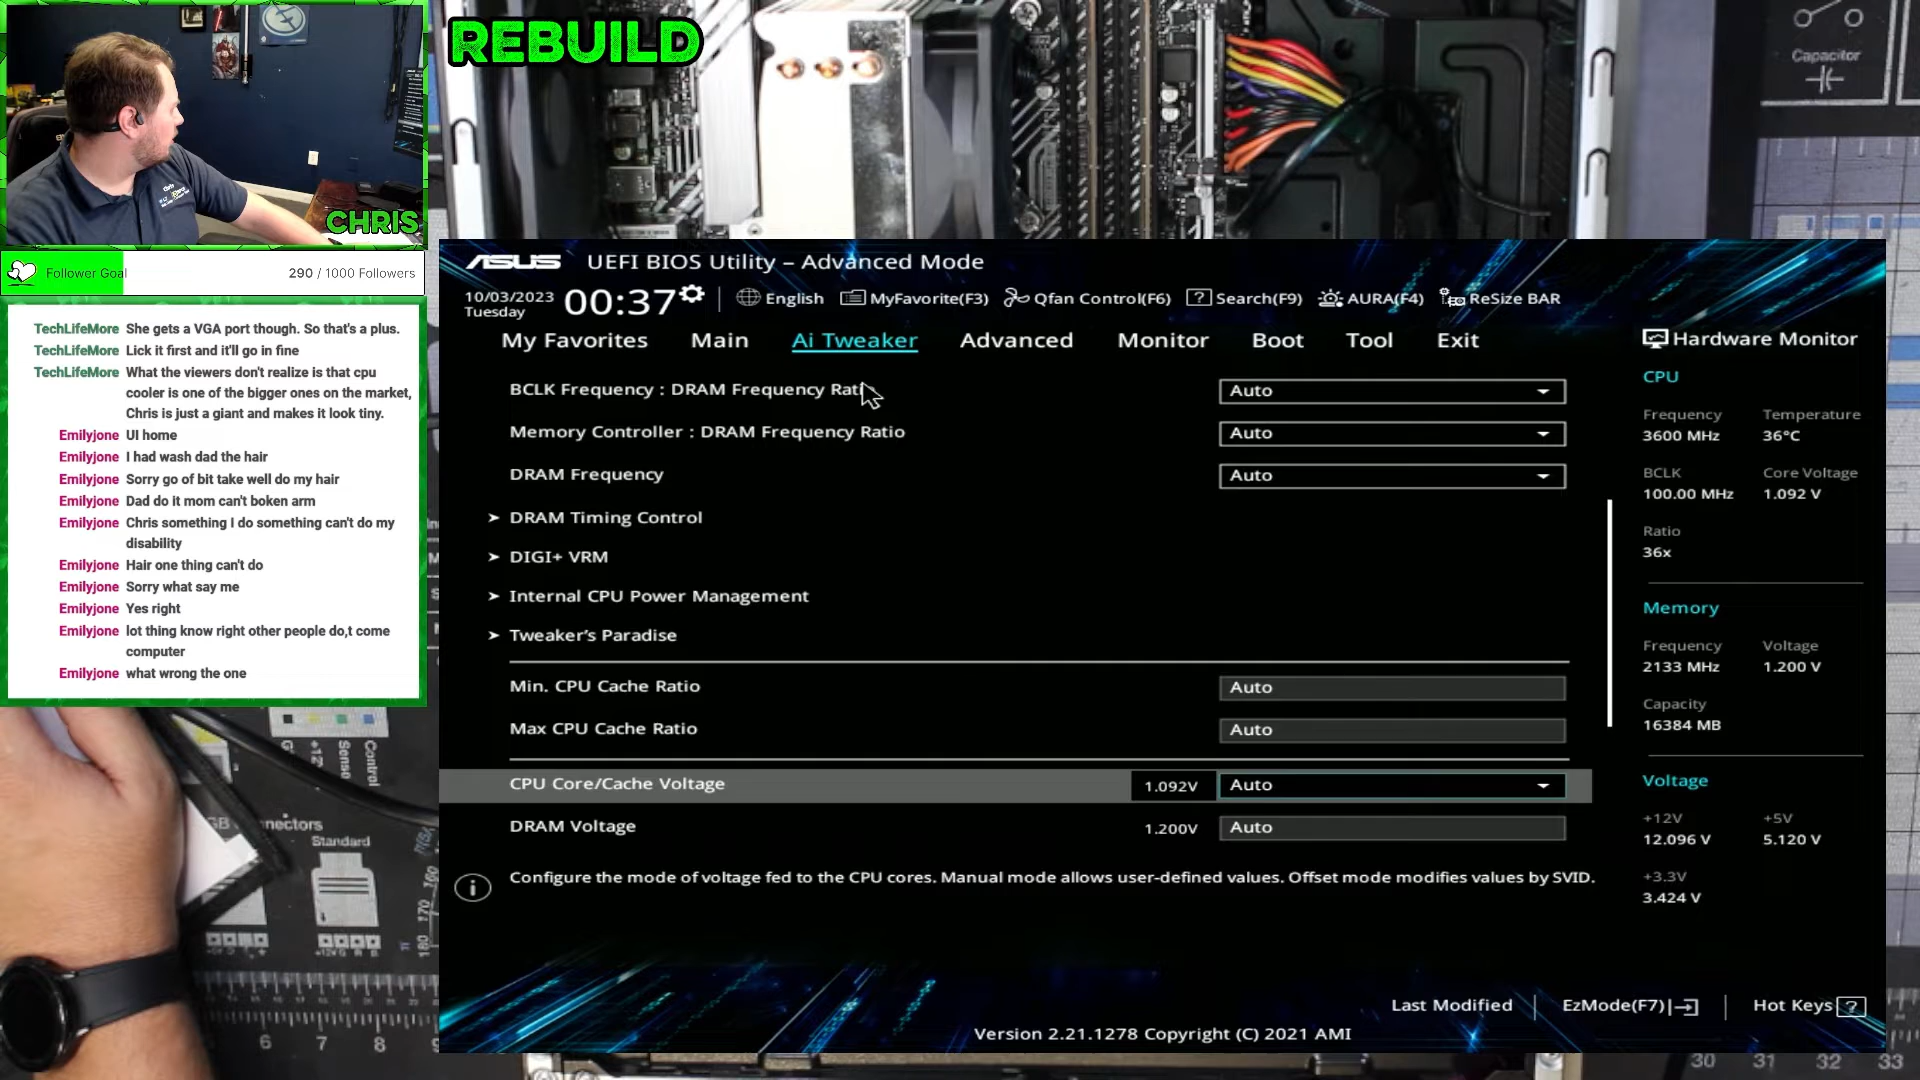 REBUILD
CHRIS
Follower Goal
290 / 1000 Followers
TechLifeMore She gets a VGA port though. So that's a plus.
TechLifeMore Lick it first and it'll go in fine
TechLifeMore What the viewers don't realize is that cpu
cooler is one of the bigger ones on the market,
Chris is just a giant and makes it look tiny.
Emilyjone UI home
Emilyjone I had wash dad the hair
Emilyjone Sorry go of bit take well do my hair
Emilyjone Dad do it mom can't boken arm
Emilyjone Chris something I do something can't do my
disability
Emilyjone Hair one thing can't do
Emilyjone Sorry what say me
Emilyjone Yes right
Emilyjone lot thing know right other people do,t come
computer
Emilyjone what wrong the one
Capacitor
ASUS UEFI BIOS Utility – Advanced Mode
10/03/2023
Tuesday
00:37
English
MyFavorite(F3)
Qfan Control(F6)
Search(F9)
AURA(F4)
ReSize BAR
My Favorites Main Ai Tweaker Advanced Monitor Boot Tool Exit
BCLK Frequency : DRAM Frequency Ratio Auto
Memory Controller : DRAM Frequency Ratio Auto
DRAM Frequency Auto
DRAM Timing Control
DIGI+ VRM
Internal CPU Power Management
Tweaker's Paradise
Min. CPU Cache Ratio Auto
Max CPU Cache Ratio Auto
CPU Core/Cache Voltage 1.092V Auto
DRAM Voltage 1.200V Auto
Configure the mode of voltage fed to the CPU cores. Manual mode allows user-defined values. Offset mode modifies values by SVID.
Hardware Monitor
CPU
Frequency Temperature
3600 MHz 36°C
BCLK Core Voltage
100.00 MHz 1.092 V
Ratio
36x
Memory
Frequency Voltage
2133 MHz 1.200 V
Capacity
16384 MB
Voltage
+12V +5V
12.096 V 5.120 V
+3.3V
3.424 V
Last Modified
EzMode(F7)
Hot Keys ?
Version 2.21.1278 Copyright (C) 2021 AMI
G
+12
Senso
Control
Standard
6 7 8
30 31 32 33